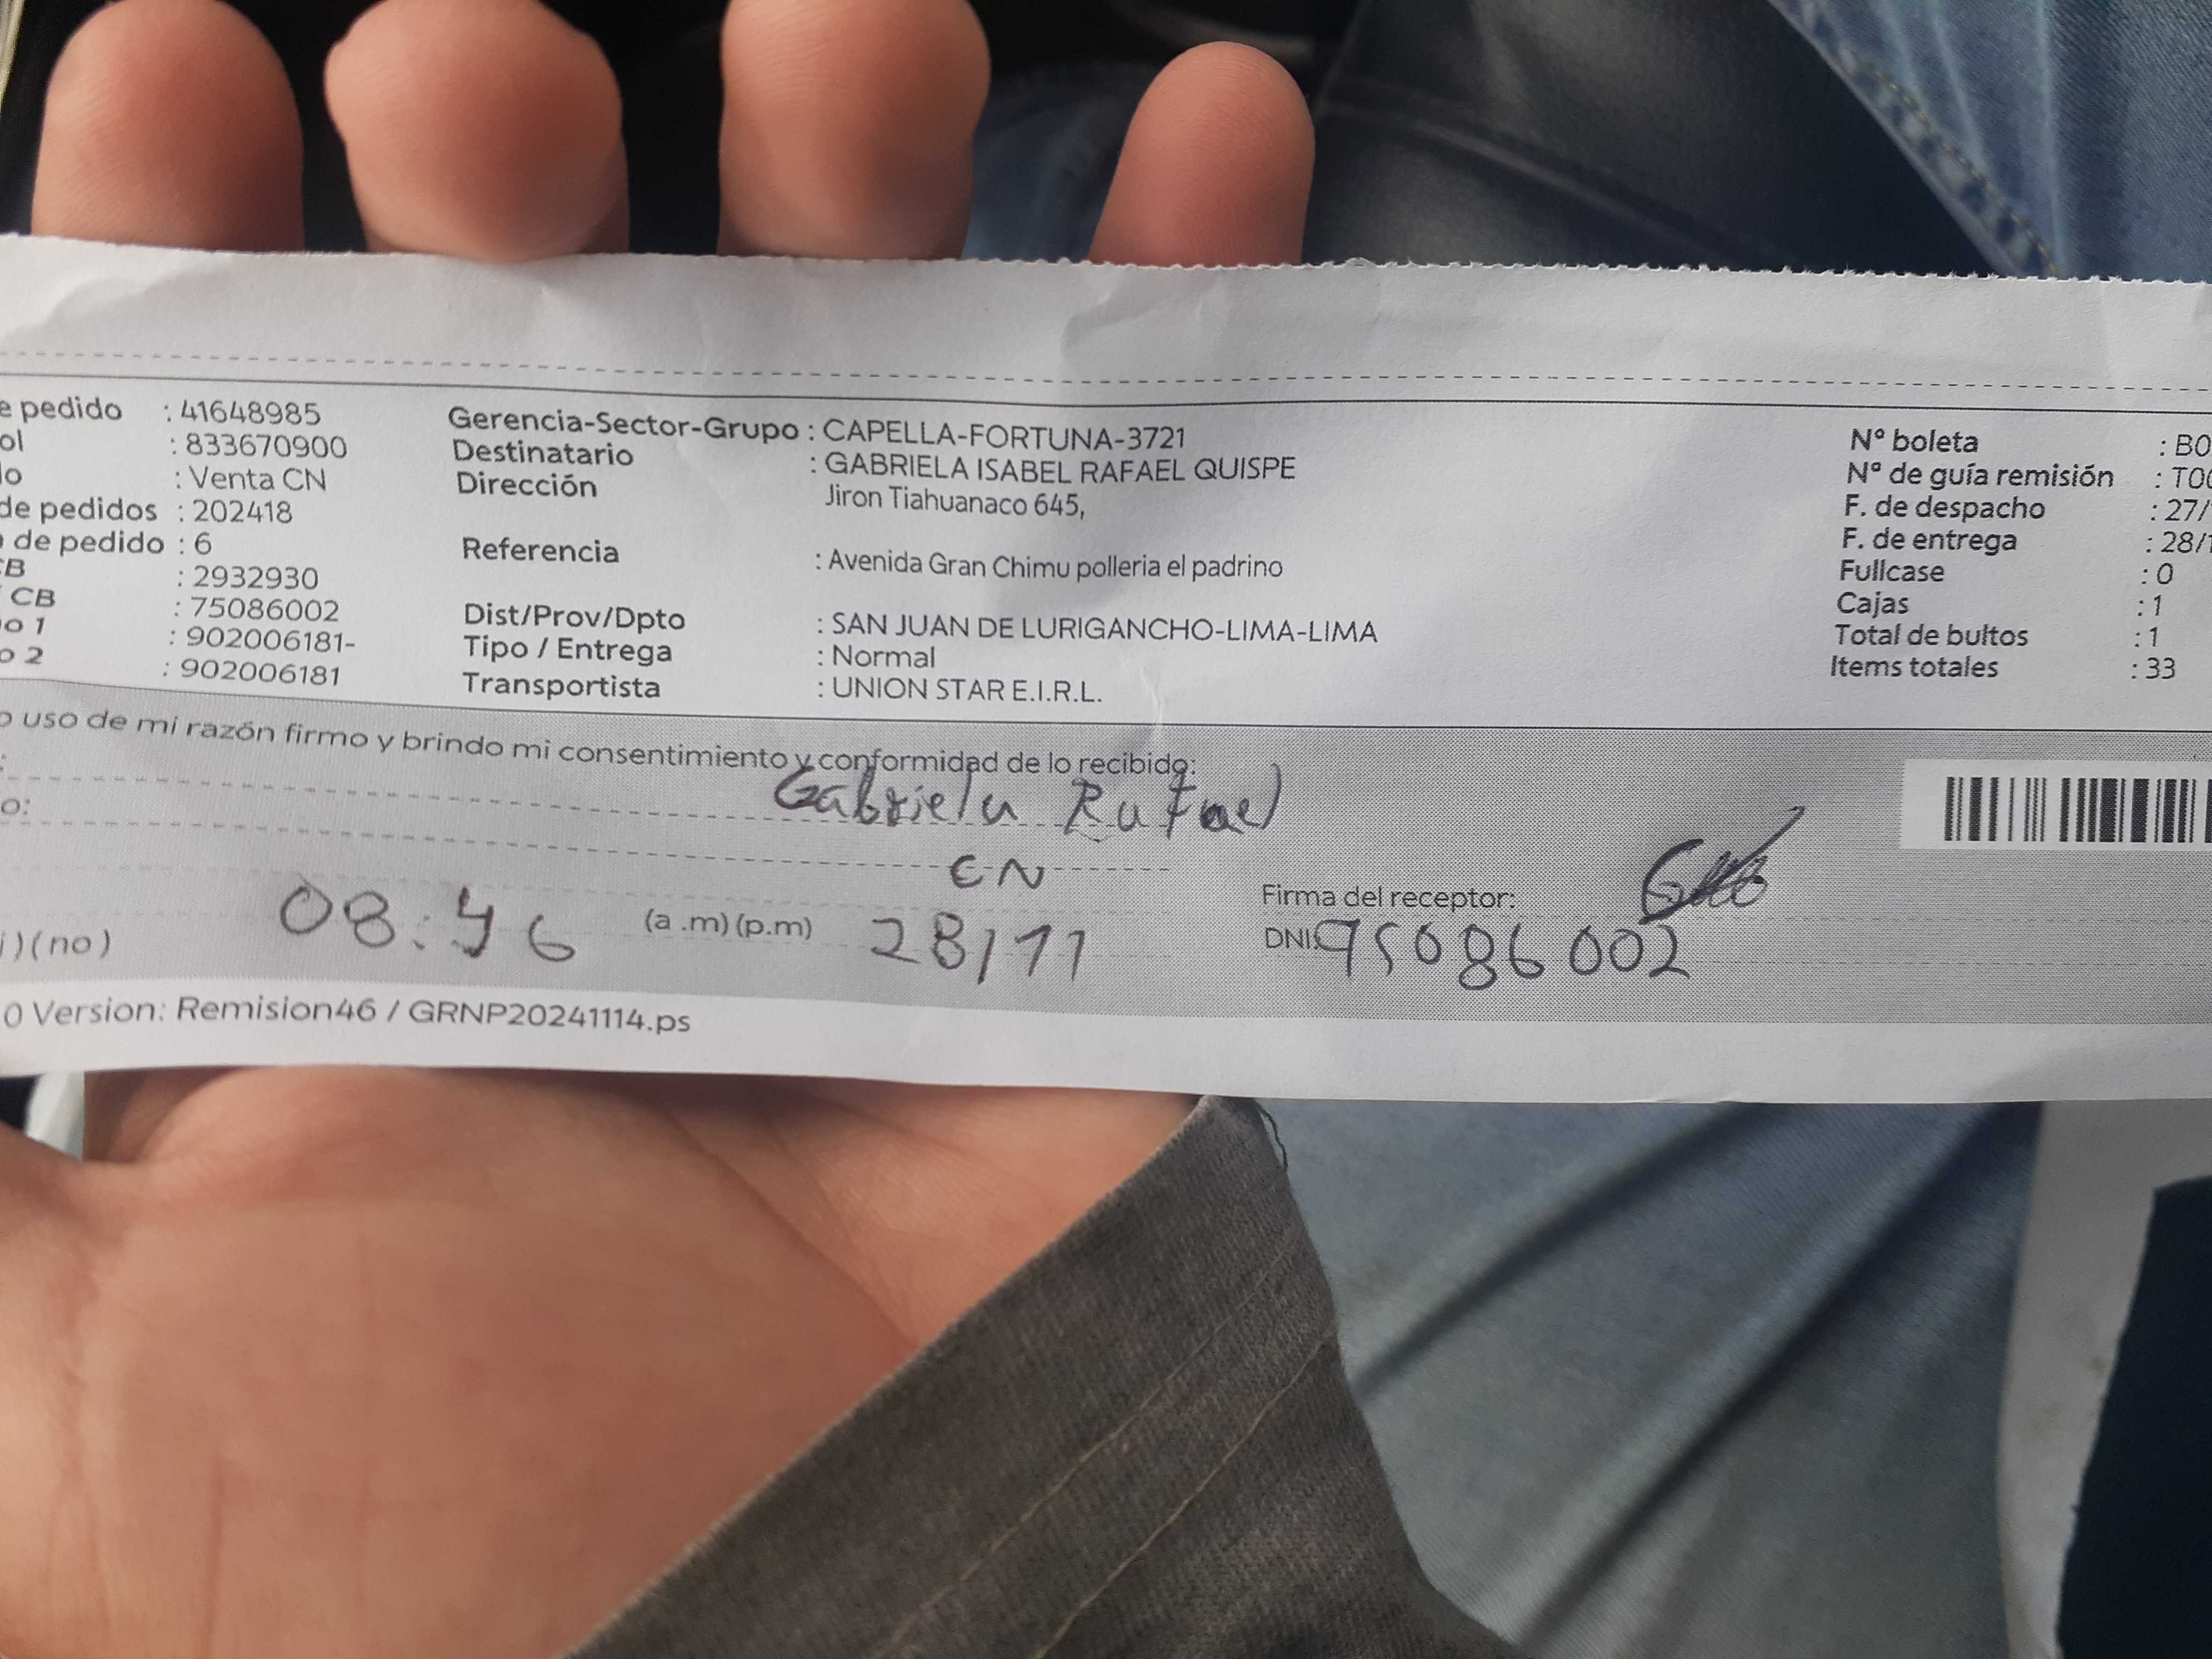 e pedido : 41648985
ol : 833670900
lo : Venta CN
de pedidos : 202418
de pedido : 6
CB : 2932930
CB : 75086002
o 1 : 902006181-
o 2 : 902006181
Gerencia-Sector-Grupo : CAPELLA-FORTUNA-3721
Destinatario : GABRIELA ISABEL RAFAEL QUISPE
Dirección Jiron Tiahuanaco 645,
Referencia : Avenida Gran Chimu polleria el padrino
Dist/Prov/Dpto : SAN JUAN DE LURIGANCHO-LIMA-LIMA
Tipo / Entrega : Normal
Transportista : UNION STAR E.I.R.L.
N° boleta : B0
N° de guía remisión : T00
F. de despacho : 27/
F. de entrega : 28/1
Fullcase : 0
Cajas : 1
Total de bultos : 1
Items totales : 33
o uso de mi razón firmo y brindo mi consentimiento y conformidad de lo recibido:
Gabriela Rafael
o:
CN
i ) ( no ) 08:46 (a .m) (p.m) 28/11
Firma del receptor:
DNI: 75086002
0 Version: Remision46 / GRNP20241114.ps